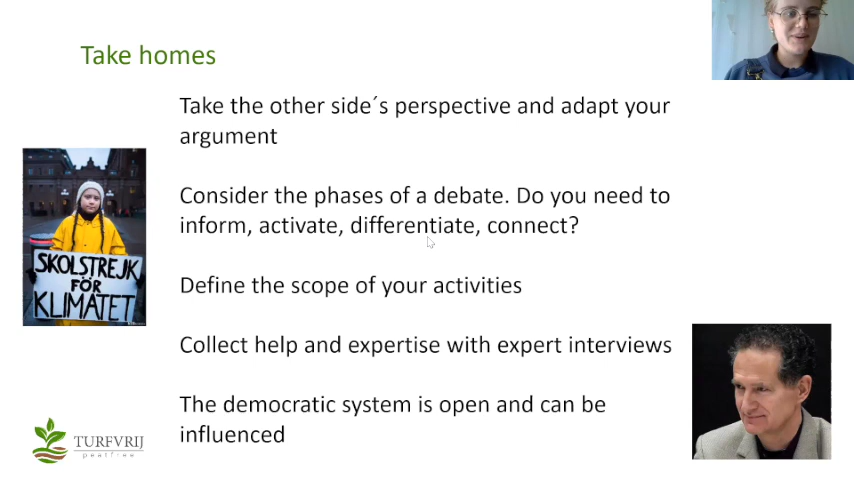 Take homes
Take the other side´s perspective and adapt your
argument
Consider the phases of a debate. Do you need to
inform, activate, differentiate, connect?
SKOLSTREJK
FÖR
KLIMATET
Define the scope of your activities
Collect help and expertise with expert interviews
The democratic system is open and can be
influenced
TURFVRIJ
peatfree